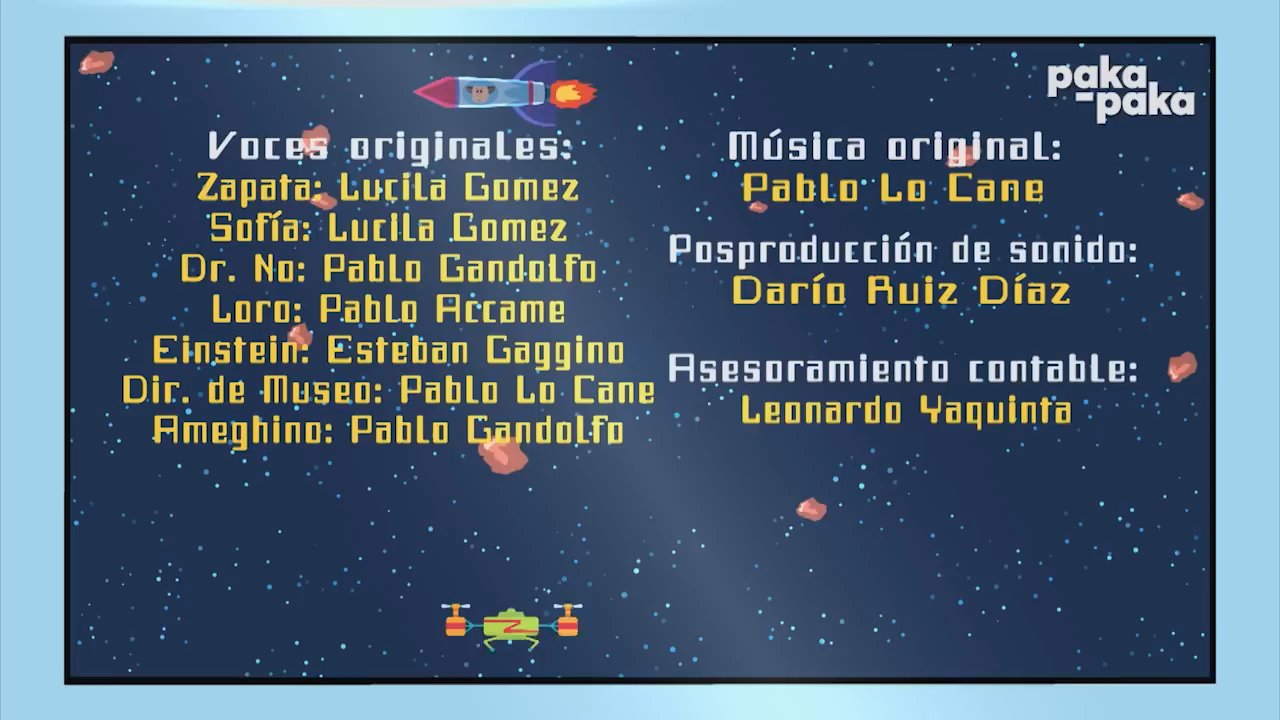 paka
-paka
Voces originales:
Zapata: Lucila Gomez
Sofía: Lucila Gomez
Dr. No: Pablo Gandolfo
Loro: Pablo Accame
Einstein: Esteban Gaggino
Dir. de Museo: Pablo Lo Cane
Ameghino: Pablo Gandolfo
Música original:
Pablo Lo Cane
Posproducción de sonido:
Darío Ruiz Díaz
Asesoramiento contable:
Leonardo Yaquinta
Z